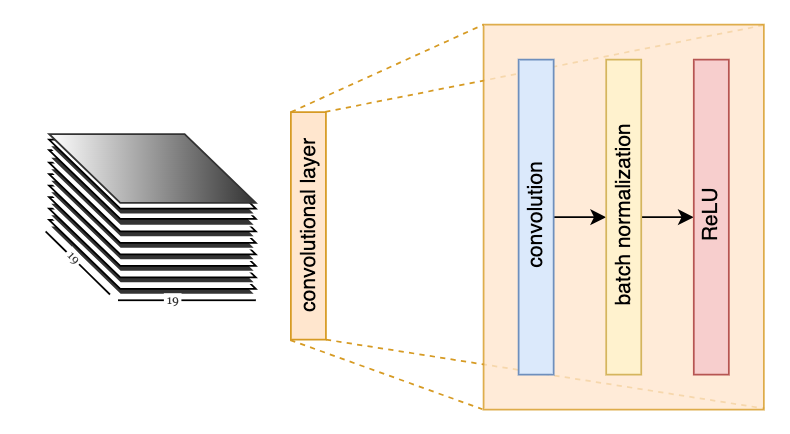 19
19
convolutional layer
convolution
batch normalization
ReLU